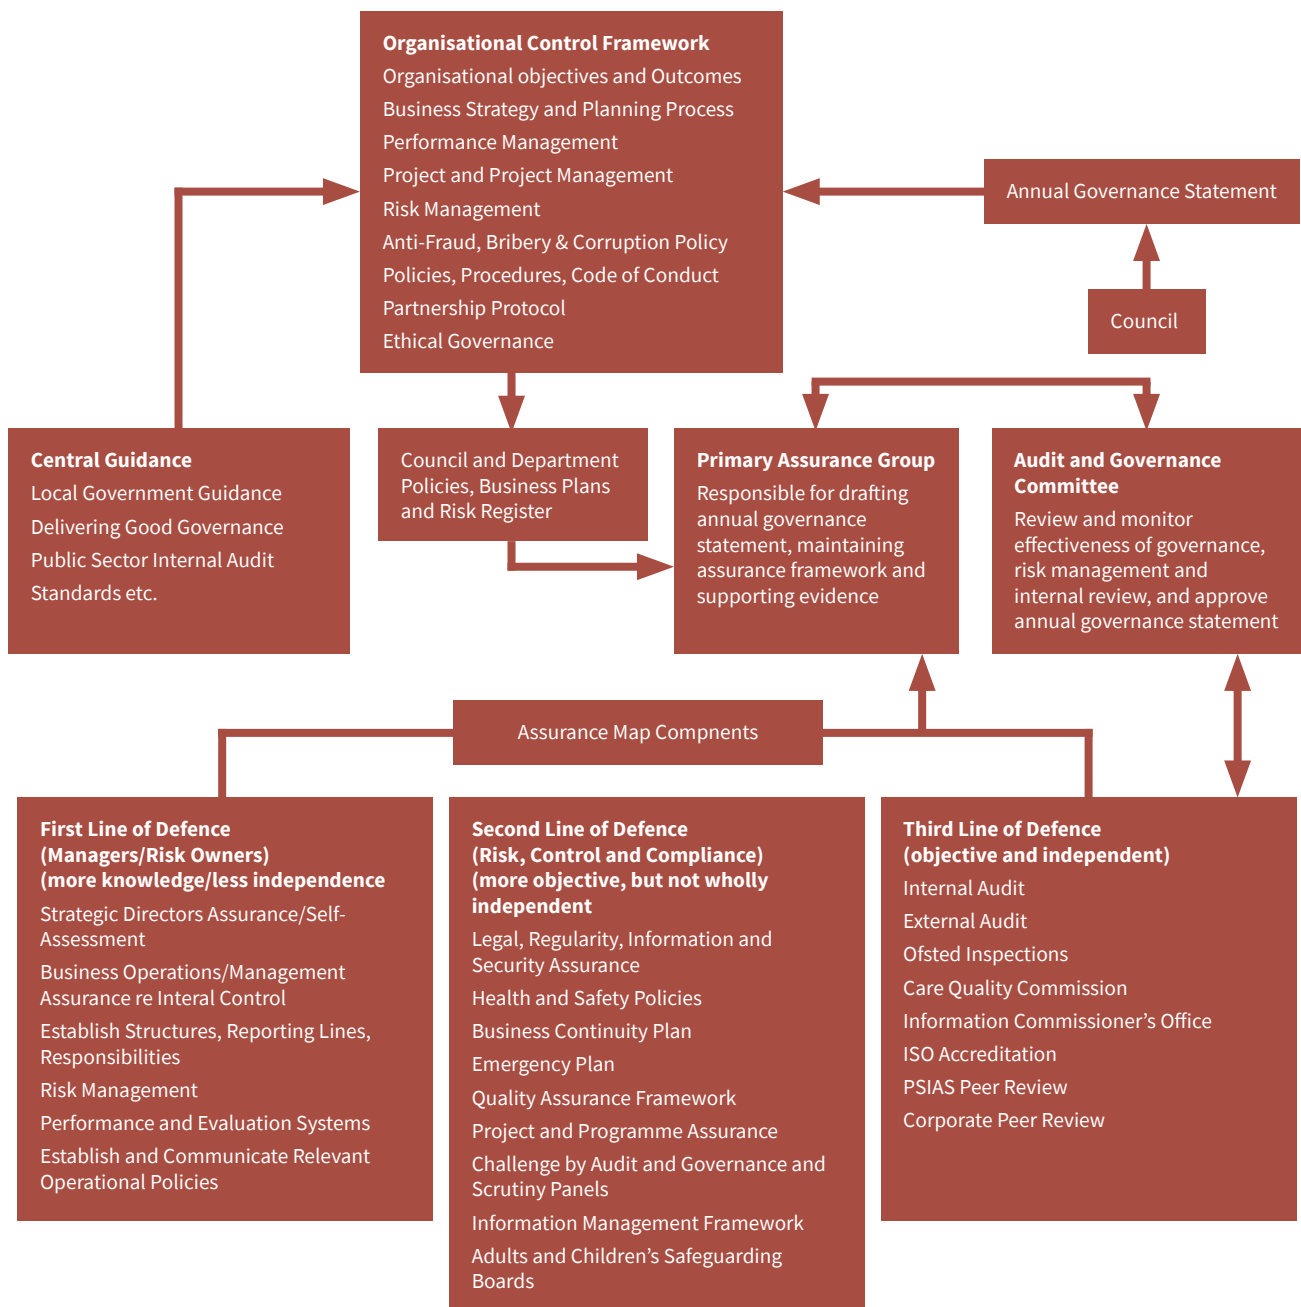 Organisational Control Framework
Organisational objectives and Outcomes
Business Strategy and Planning Process
Performance Management
Project and Project Management
Risk Management
Anti-Fraud, Bribery & Corruption Policy
Policies, Procedures, Code of Conduct
Partnership Protocol
Ethical Governance
Annual Governance Statement
Council
Central Guidance
Local Government Guidance
Delivering Good Governance
Public Sector Internal Audit
Standards etc.
Council and Department
Policies, Business Plans
and Risk Register
Primary Assurance Group
Responsible for drafting
annual governance
statement, maintaining
assurance framework and
supporting evidence
Audit and Governance
Committee
Review and monitor
effectiveness of governance,
risk management and
internal review, and approve
annual governance statement
Assurance Map Compnents
First Line of Defence
(Managers/Risk Owners)
(more knowledge/less independence
Strategic Directors Assurance/Self-
Assessment
Business Operations/Management
Assurance re Interal Control
Establish Structures, Reporting Lines,
Responsibilities
Risk Management
Performance and Evaluation Systems
Establish and Communicate Relevant
Operational Policies
Second Line of Defence
(Risk, Control and Compliance)
(more objective, but not wholly
independent
Legal, Regularity, Information and
Security Assurance
Health and Safety Policies
Business Continuity Plan
Emergency Plan
Quality Assurance Framework
Project and Programme Assurance
Challenge by Audit and Governance and
Scrutiny Panels
Information Management Framework
Adults and Children’s Safeguarding
Boards
Third Line of Defence
(objective and independent)
Internal Audit
External Audit
Ofsted Inspections
Care Quality Commission
Information Commissioner’s Office
ISO Accreditation
PSIAS Peer Review
Corporate Peer Review